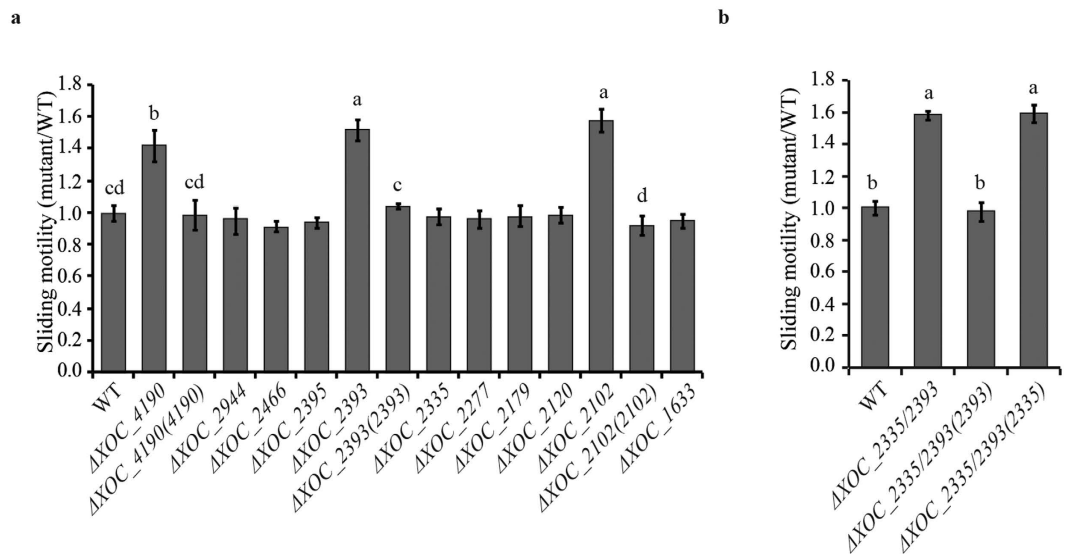 a
b
Sliding motility (mutant/WT)
1.8
1.6
1.4
1.2
1.0
0.8
0.6
0.4
0.2
0.0
cd
b
cd
a
c
a
d
WT
ΔXOC_4190
ΔXOC_4190(4190)
ΔXOC_2944
ΔXOC_2466
ΔXOC_2395
ΔXOC_2393
ΔXOC_2393(2393)
ΔXOC_2335
ΔXOC_2277
ΔXOC_2179
ΔXOC_2120
ΔXOC_2102
ΔXOC_2102(2102)
ΔXOC_1633
Sliding motility (mutant/WT)
1.8
1.6
1.4
1.2
1.0
0.8
0.6
0.4
0.2
0.0
b
a
b
a
WT
ΔXOC_2335/2393
ΔXOC_2335/2393(2393)
ΔXOC_2335/2393(2335)